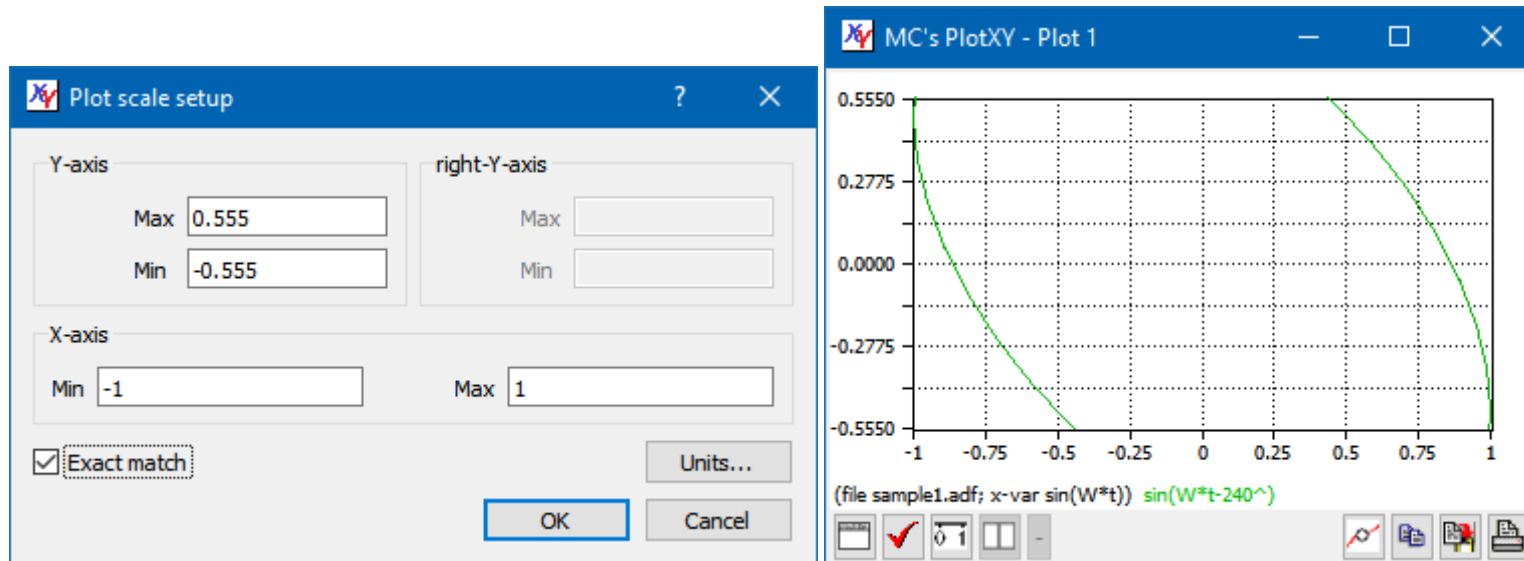 Plot scale setup
Y-axis
Max 0.555
Min -0.555
right-Y-axis
Max
Min
X-axis
Min -1
Max 1
Exact match
Units...
OK
Cancel
MC's PlotXY - Plot 1
0.5550
0.2775
0.0000
-0.2775
-0.5550
-1 -0.75 -0.5 -0.25 0 0.25 0.5 0.75 1
(file sample1.adf; x-var sin(W*t)) sin(W*t-240^)
0 1